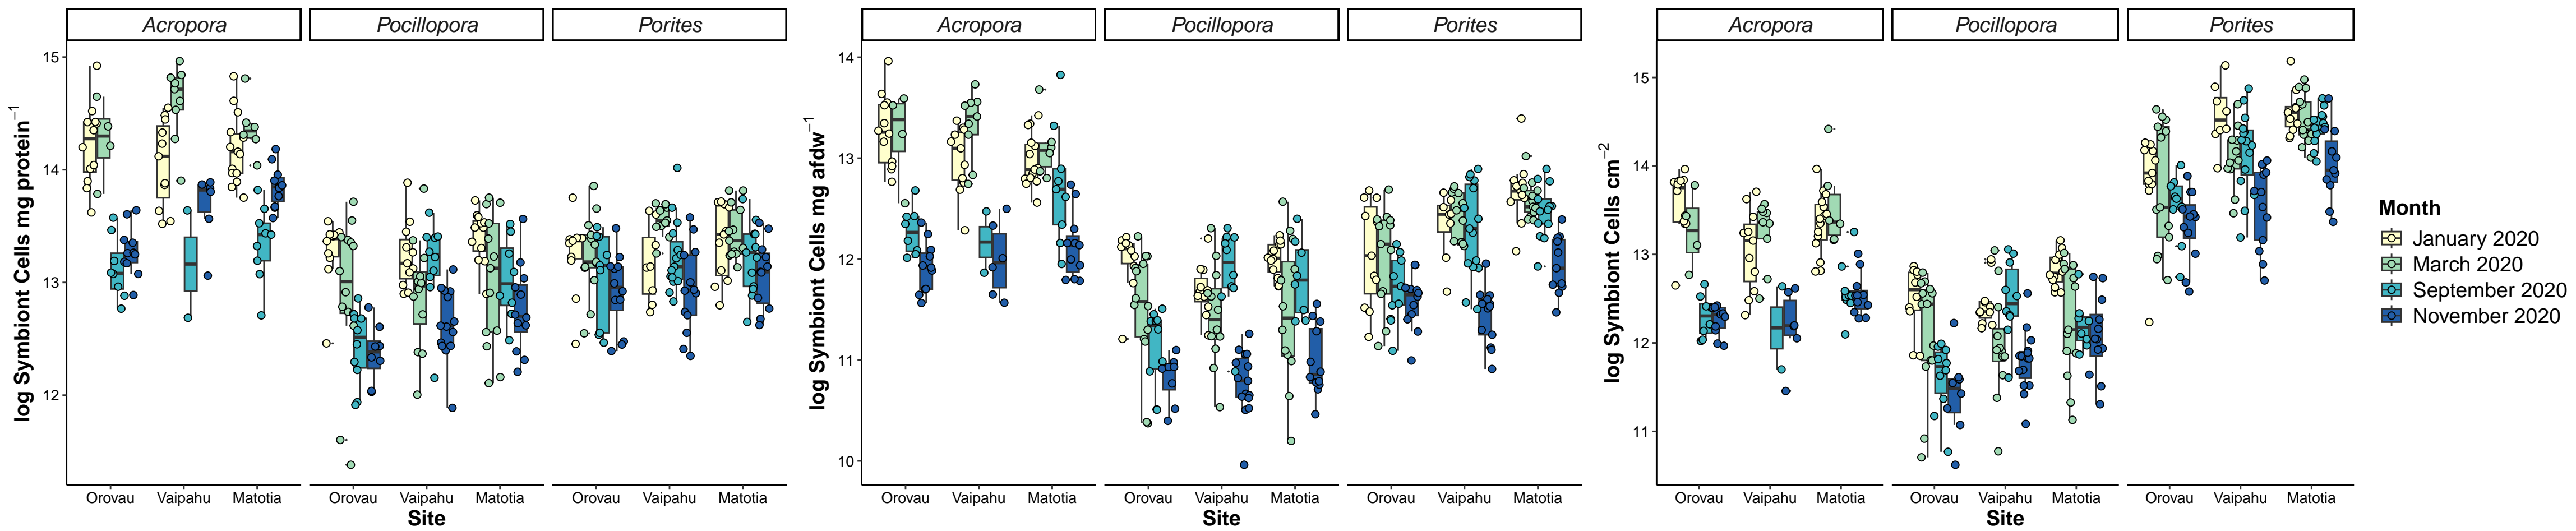 Acropora Pocillopora Porites
log Symbiont Cells mg protein⁻¹
15
14
13
12
Orovau Vaipahu Matotia Orovau Vaipahu Matotia Orovau Vaipahu Matotia
Site
Acropora Pocillopora Porites
log Symbiont Cells mg afdw⁻¹
14
13
12
11
10
Orovau Vaipahu Matotia Orovau Vaipahu Matotia Orovau Vaipahu Matotia
Site
Acropora Pocillopora Porites
log Symbiont Cells cm⁻²
15
14
13
12
11
Orovau Vaipahu Matotia Orovau Vaipahu Matotia Orovau Vaipahu Matotia
Site
Month
January 2020
March 2020
September 2020
November 2020